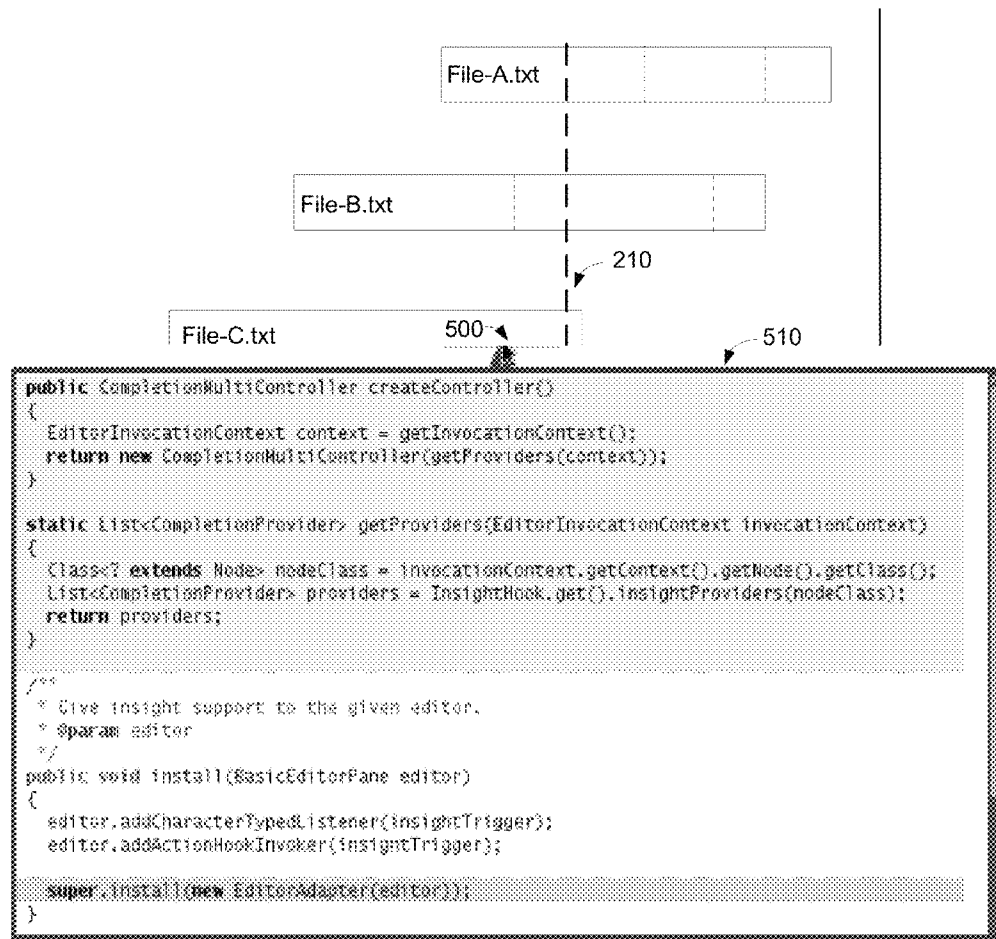 File-A.txt
File-B.txt
210
File-C.txt
500
510
public CompletionMultiController createController()
{
EditorInvocationContext context = getInvocationContext();
return new CompletionMultiController(getProviders(context));
}
static List<CompletionProvider> getProviders(EditorInvocationContext invocationContext)
{
Class<? extends Node> nodeClass = invocationContext.getContext().getNode().getClass();
List<CompletionProvider> providers = InsightHook.get().insightProviders(nodeClass);
return providers;
}
/**
* Give insight support to the given editor.
* @param editor
*/
public void install(BasicEditorPane editor)
{
editor.addCharacterTypedListener(insightTrigger);
editor.addActionHookInvoker(insightTrigger);
super.install(new EditorAdapter(editor));
}